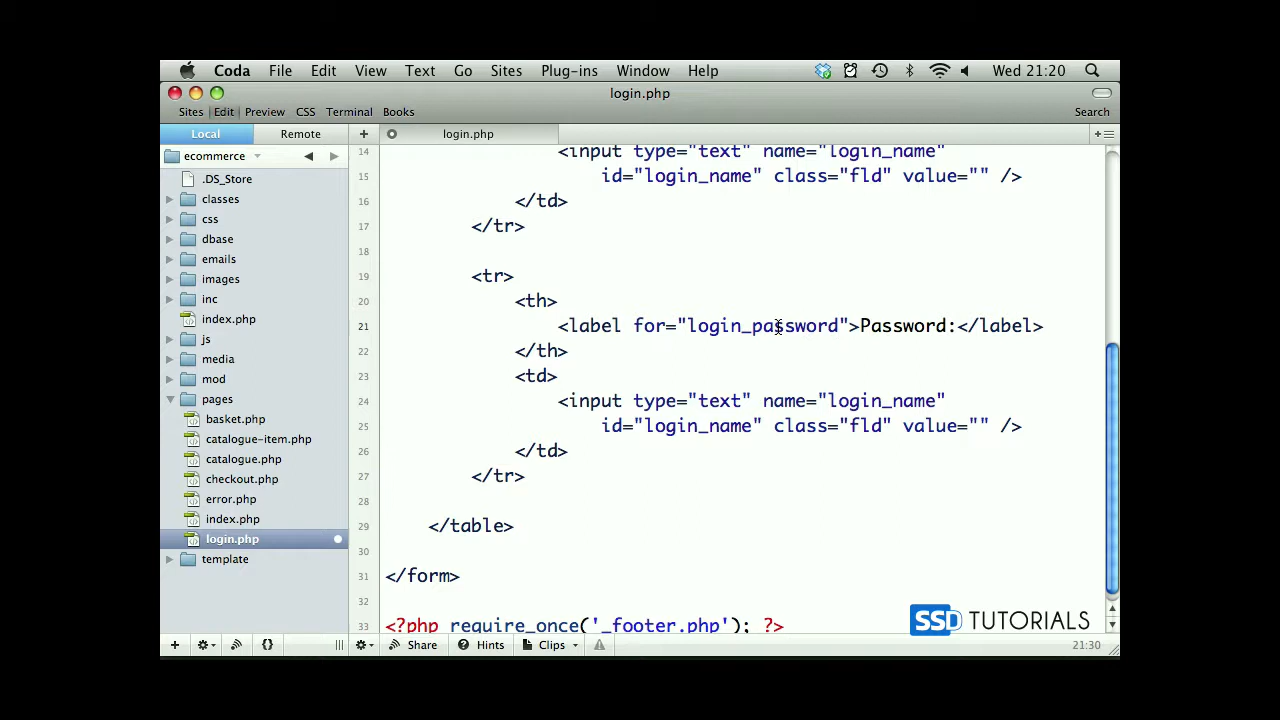 Coda File Edit View Text Go Sites Plug-ins Window Help Wed 21:20
login.php
Sites Edit Preview CSS Terminal Books Search
Local Remote + login.php
ecommerce
.DS_Store
classes
css
dbase
emails
images
inc
index.php
js
media
mod
pages
basket.php
catalogue-item.php
catalogue.php
checkout.php
error.php
index.php
login.php
template
14 <input type="text" name="login_name"
15 id="login_name" class="fld" value="" />
16 </td>
17 </tr>
18
19 <tr>
20 <th>
21 <label for="login_password">Password:</label>
22 </th>
23 <td>
24 <input type="text" name="login_name"
25 id="login_name" class="fld" value="" />
26 </td>
27 </tr>
28
29 </table>
30
31 </form>
32
33 <?php require_once('_footer.php'); ?>
SSD TUTORIALS
Share Hints Clips 21:30